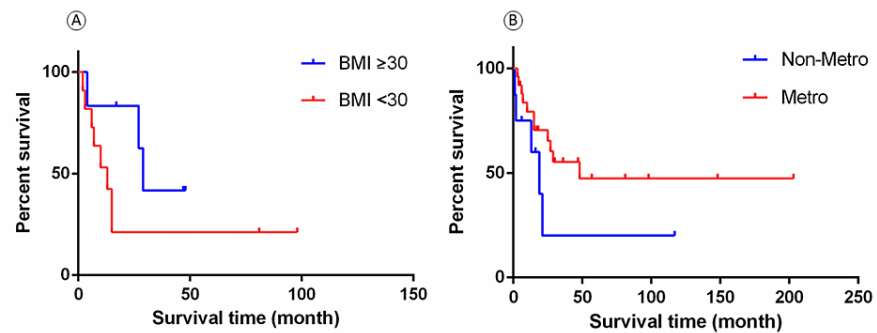 A
BMI ≥30
BMI <30
Percent survival
100
50
0
0 50 100 150
Survival time (month)
B
Non-Metro
Metro
Percent survival
100
50
0
0 50 100 150 200 250
Survival time (month)